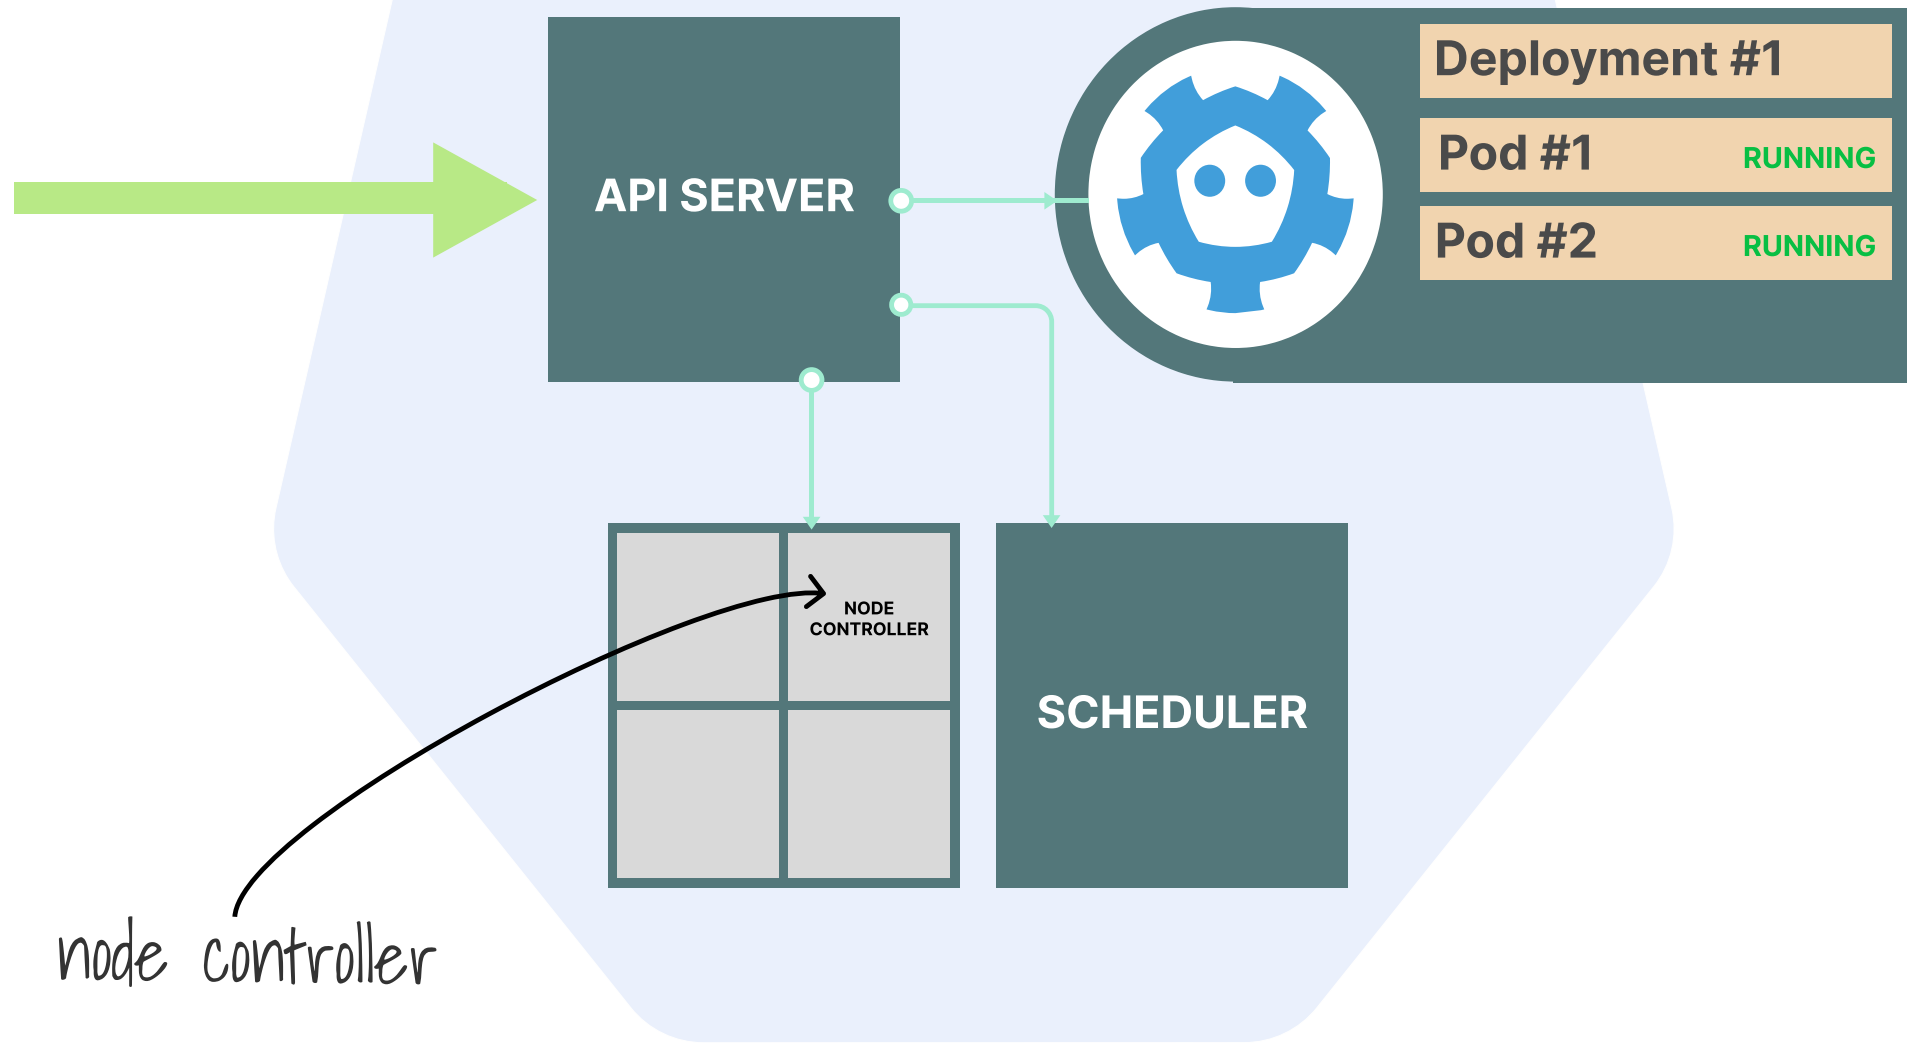 API SERVER
Deployment #1
Pod #1 RUNNING
Pod #2 RUNNING
NODE
CONTROLLER
SCHEDULER
node controller